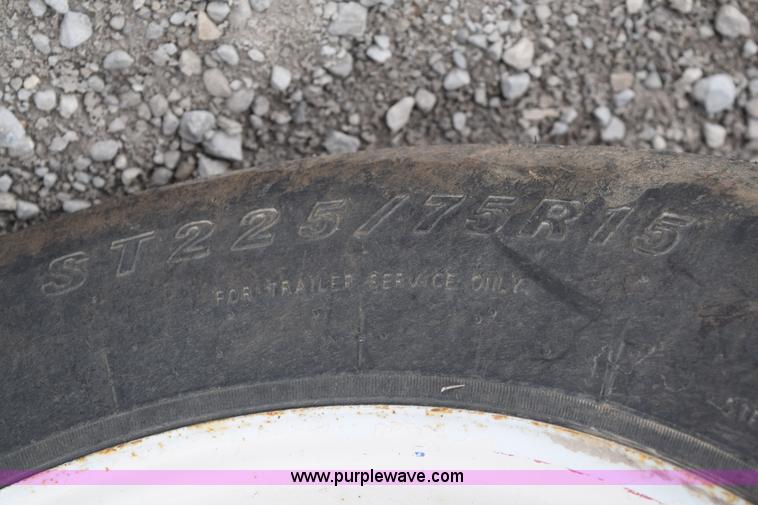 ST225/75R15
FOR TRAILER SERVICE ONLY
www.purplewave.com